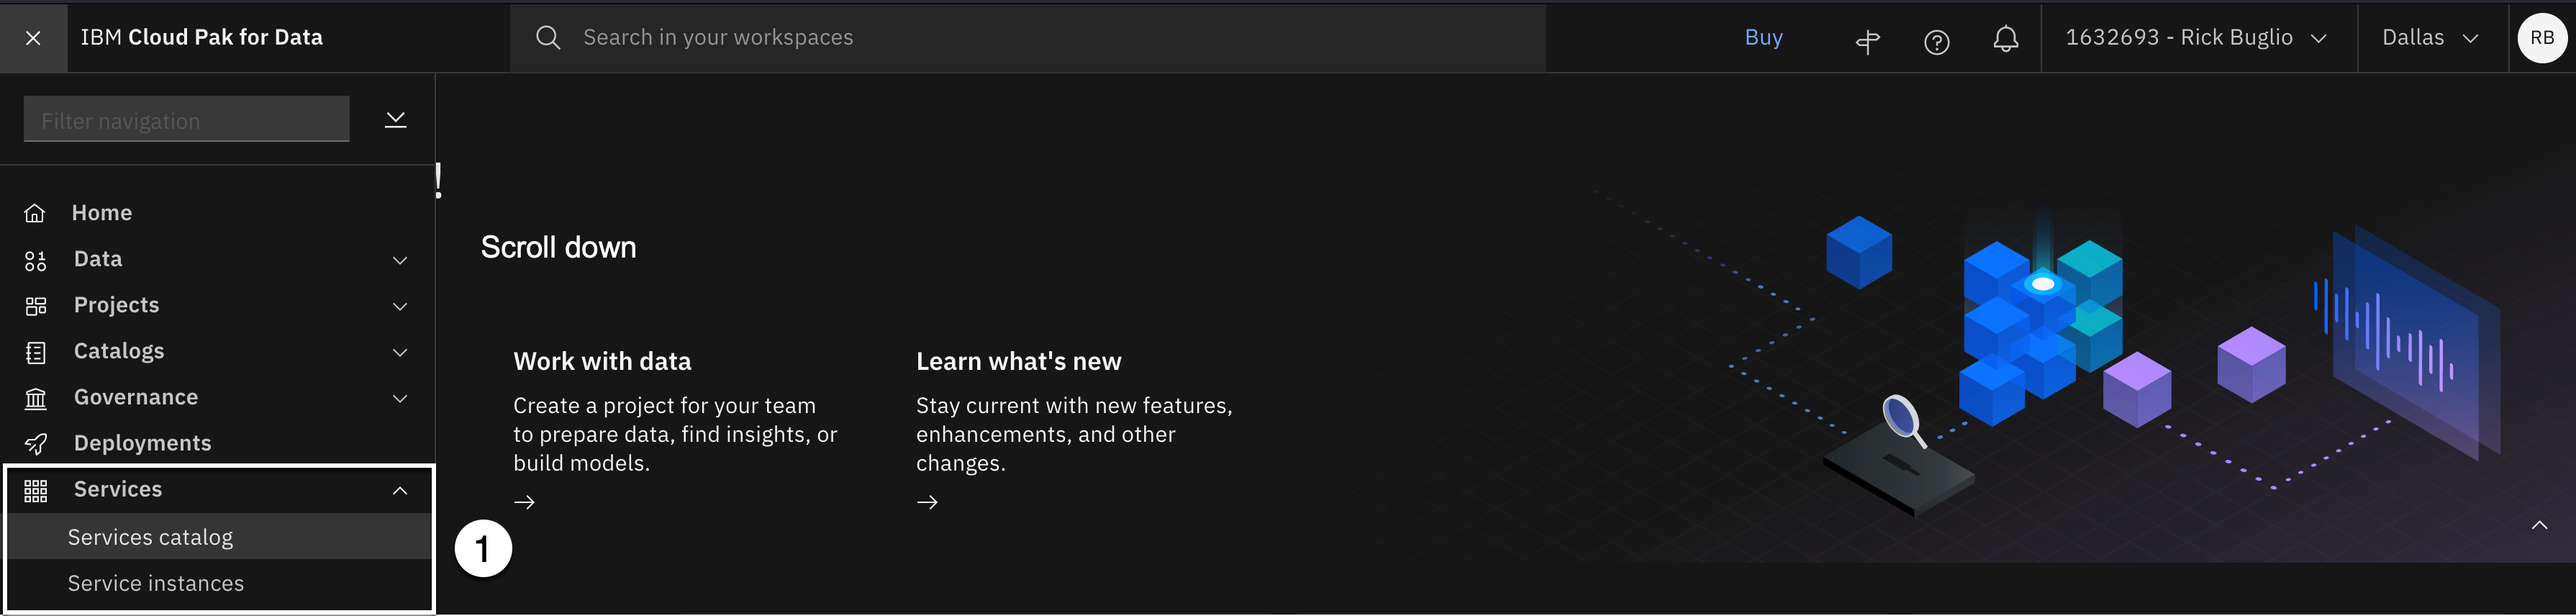 IBM Cloud Pak for Data
Search in your workspaces
Buy
1632693 - Rick Buglio
Dallas
RB
Filter navigation
!
Home
Data
Projects
Catalogs
Governance
Deployments
Services
Services catalog
Service instances
1
Scroll down
Work with data
Create a project for your team
to prepare data, find insights, or
build models.
Learn what's new
Stay current with new features,
enhancements, and other
changes.